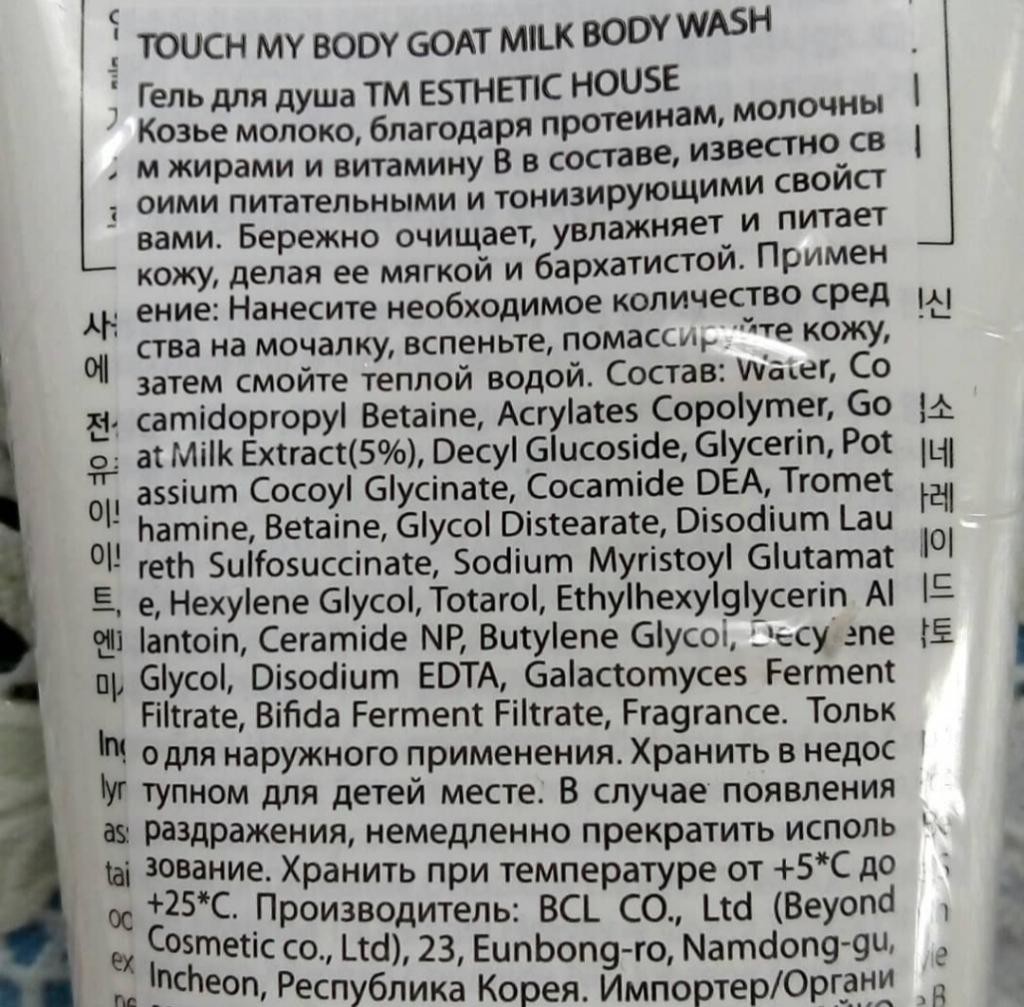 TOUCH MY BODY GOAT MILK BODY WASH
Гель для душа TM ESTHETIC HOUSE
Козье молоко, благодаря протеинам, молочны
м жирами и витамину В в составе, известно св
оими питательными и тонизирующими свойст
вами. Бережно очищает, увлажняет и питает
кожу, делая ее мягкой и бархатистой. Примен
ение: Нанесите необходимое количество сред
ства на мочалку, вспеньте, помассируйте кожу,
затем смойте теплой водой. Состав: Water, Co
camidopropyl Betaine, Acrylates Copolymer, Go
at Milk Extract(5%), Decyl Glucoside, Glycerin, Pot
assium Cocoyl Glycinate, Cocamide DEA, Tromet
hamine, Betaine, Glycol Distearate, Disodium Lau
reth Sulfosuccinate, Sodium Myristoyl Glutamat
e, Hexylene Glycol, Totarol, Ethylhexylglycerin Al
lantoin, Ceramide NP, Butylene Glycol, Decylene
Glycol, Disodium EDTA, Galactomyces Ferment
Filtrate, Bifida Ferment Filtrate, Fragrance. Тольк
о для наружного применения. Хранить в недос
тупном для детей месте. В случае появления
раздражения, немедленно прекратить исполь
зование. Хранить при температуре от +5*С до
+25*С. Производитель: BCL CO., Ltd (Beyond
Cosmetic co., Ltd), 23, Eunbong-ro, Namdong-gu,
Incheon, Республика Корея. Импортер/Органи